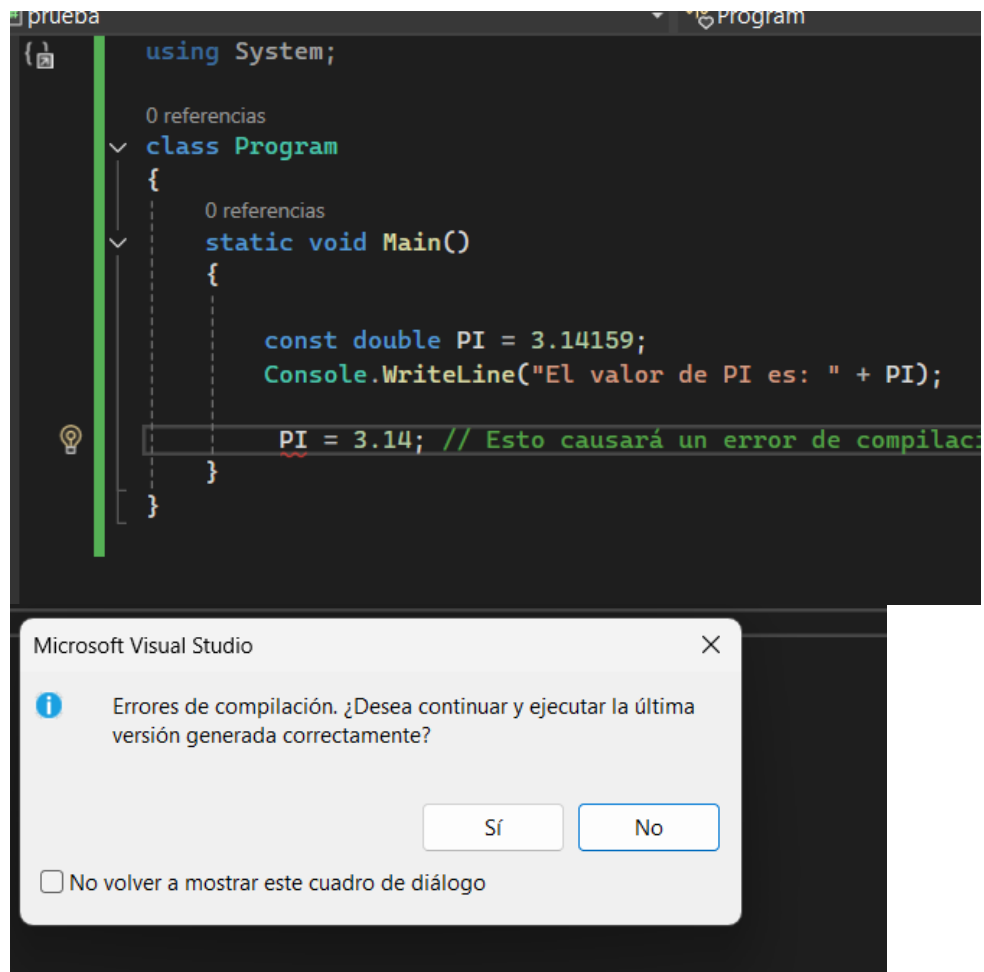 prueba
Program
using System;
0 referencias
class Program
{
0 referencias
static void Main()
{
const double PI = 3.14159;
Console.WriteLine("El valor de PI es: " + PI);
PI = 3.14; // Esto causará un error de compilaci
}
}
Microsoft Visual Studio
Errores de compilación. ¿Desea continuar y ejecutar la última
versión generada correctamente?
Sí
No
No volver a mostrar este cuadro de diálogo